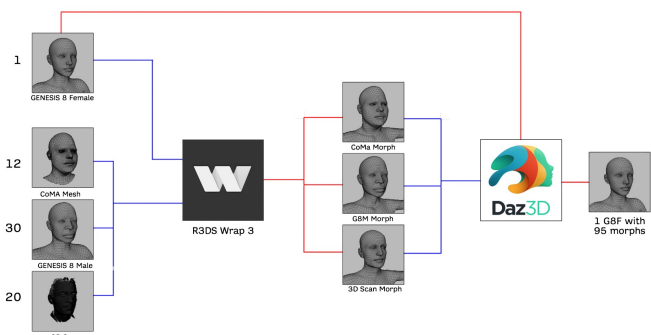 1
GENESIS 8 Female
12
CoMA Mesh
30
GENESIS 8 Male
20
R3DS Wrap 3
CoMa Morph
G8M Morph
3D Scan Morph
Daz3D
1 G8F with
95 morphs